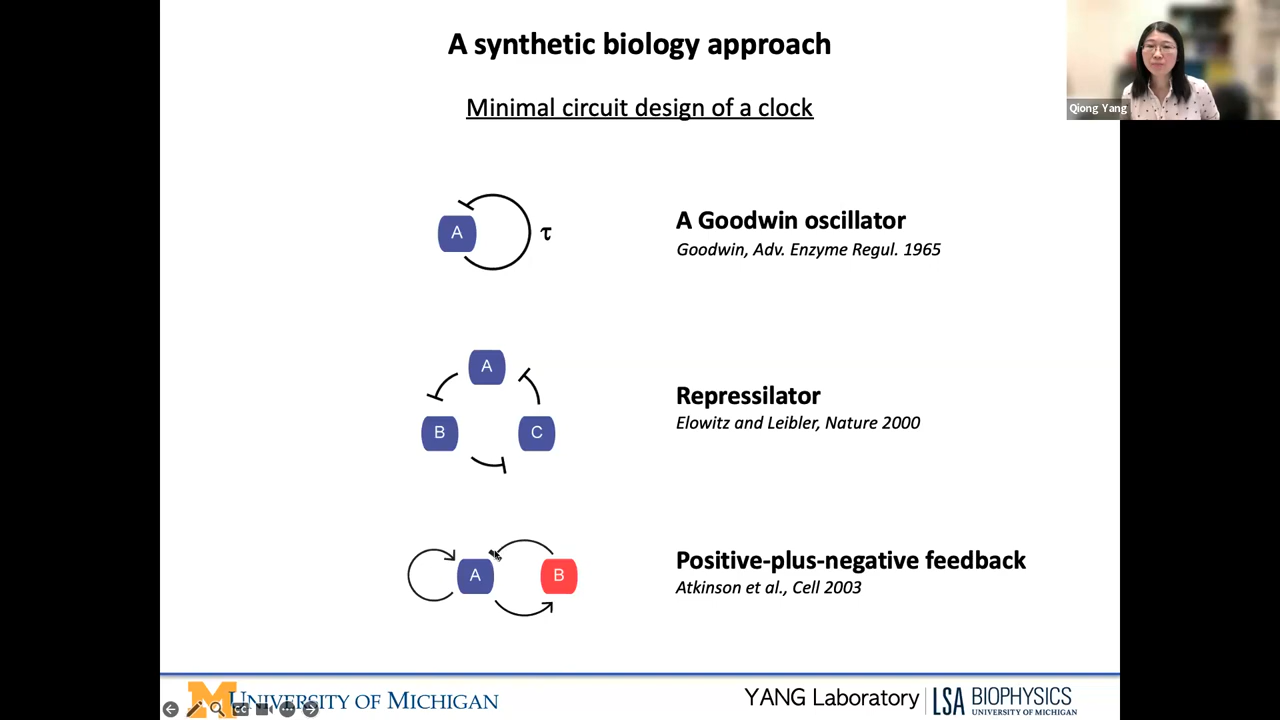 A synthetic biology approach
Minimal circuit design of a clock
Qiong Yang
A
τ
A Goodwin oscillator
Goodwin, Adv. Enzyme Regul. 1965
A
B
C
Repressilator
Elowitz and Leibler, Nature 2000
A
B
Positive-plus-negative feedback
Atkinson et al., Cell 2003
M
UNIVERSITY OF MICHIGAN
YANG Laboratory
LSA BIOPHYSICS
UNIVERSITY OF MICHIGAN